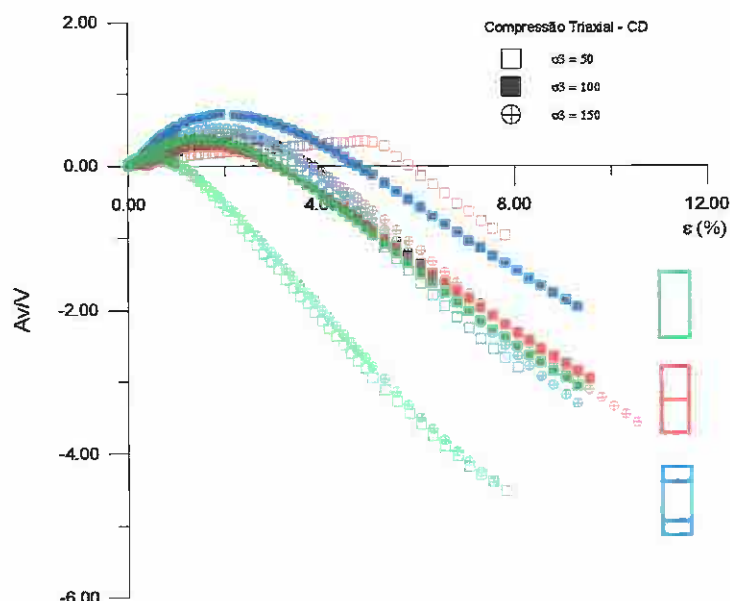 Compressão Triaxial - CD
σ3 = 50
σ3 = 100
σ3 = 150
2.00
0.00
0.00
4.00
8.00
12.00
ε (%)
Av/V
-2.00
-4.00
-6.00